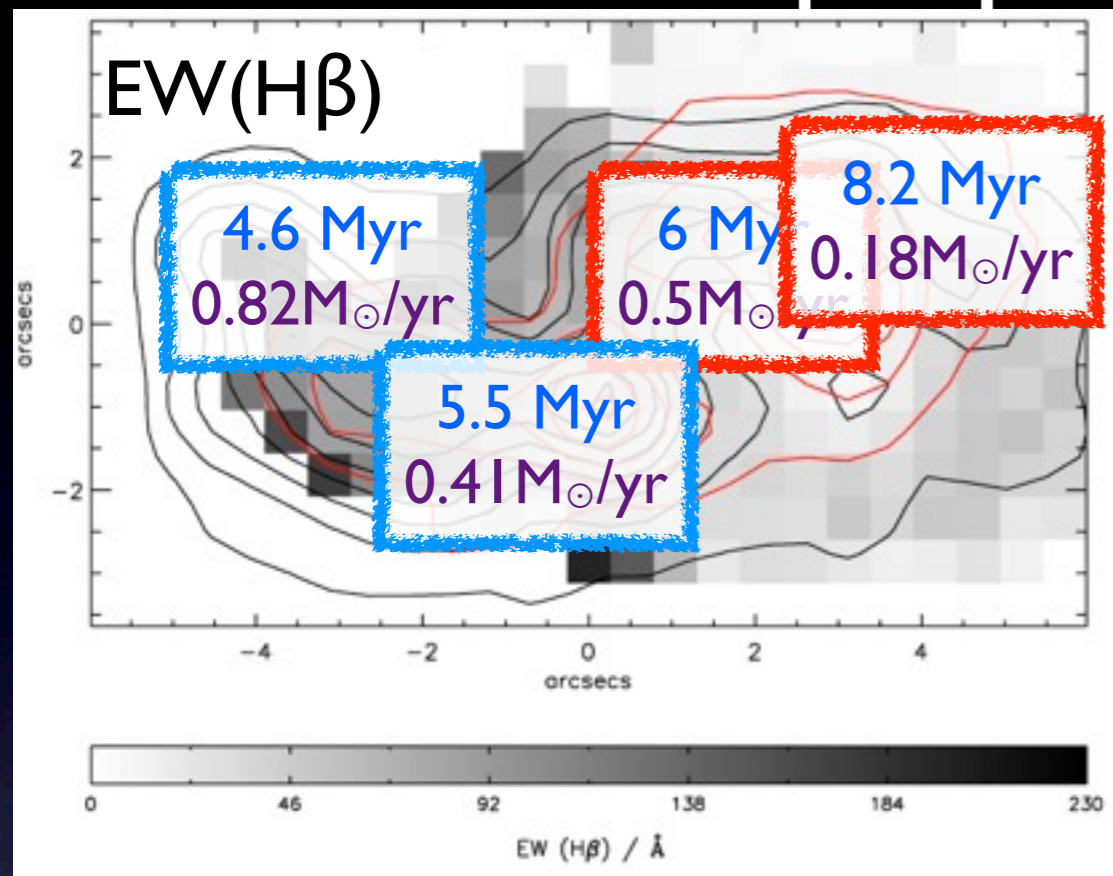 EW(Hβ)
4.6 Myr
0.82M☉/yr
6 My
0.5M☉/yr
8.2 Myr
0.18M☉/yr
5.5 Myr
0.41M☉/yr
arcsecs
2
0
−2
−4
−2
0
2
4
arcsecs
0
46
92
138
184
230
EW (Hβ) / Å